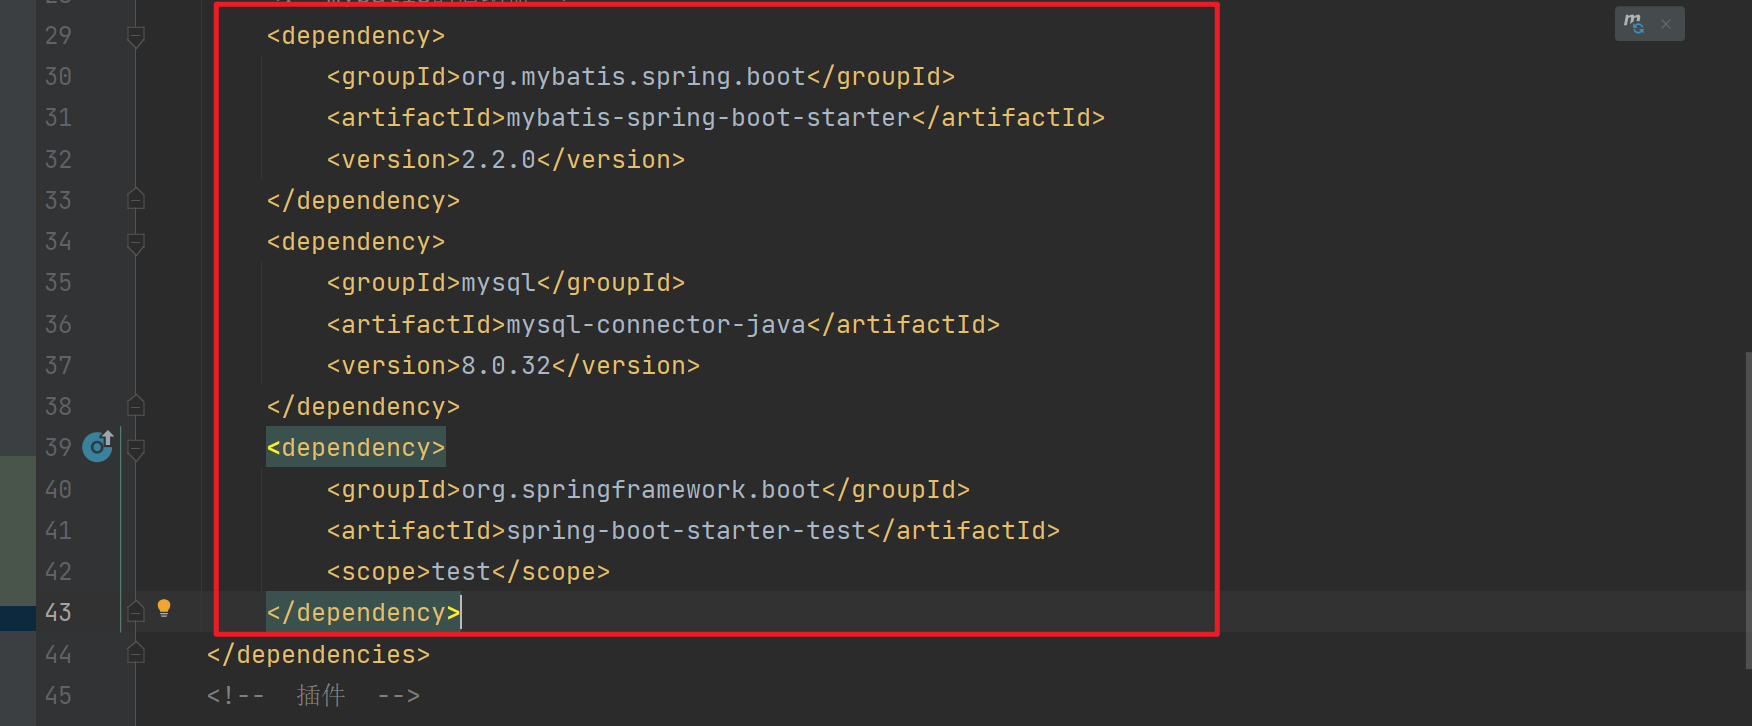 29 <dependency>
30 <groupId>org.mybatis.spring.boot</groupId>
31 <artifactId>mybatis-spring-boot-starter</artifactId>
32 <version>2.2.0</version>
33 </dependency>
34 <dependency>
35 <groupId>mysql</groupId>
36 <artifactId>mysql-connector-java</artifactId>
37 <version>8.0.32</version>
38 </dependency>
39 <dependency>
40 <groupId>org.springframework.boot</groupId>
41 <artifactId>spring-boot-starter-test</artifactId>
42 <scope>test</scope>
43 </dependency>
44 </dependencies>
45 <!-- 插件 -->